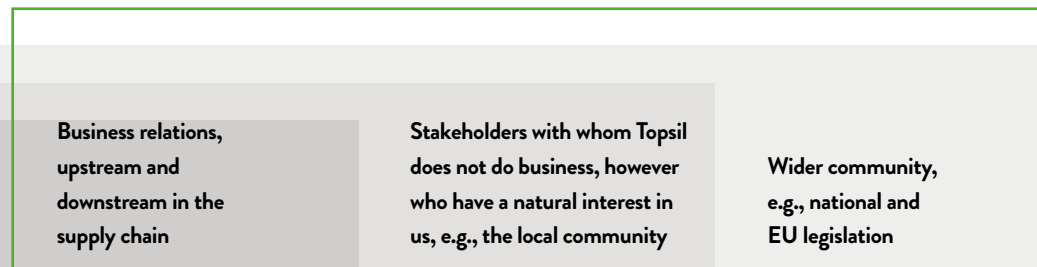 Business relations,
upstream and
downstream in the
supply chain
Stakeholders with whom Topsil
does not do business, however
who have a natural interest in
us, e.g., the local community
Wider community,
e.g., national and
EU legislation